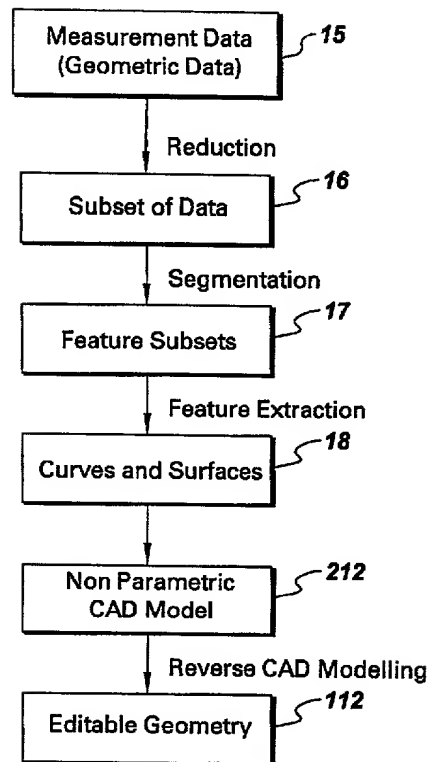 Measurement Data
(Geometric Data)
15
Reduction
16
Subset of Data
Segmentation
17
Feature Subsets
Feature Extraction
18
Curves and Surfaces
212
Non Parametric
CAD Model
Reverse CAD Modelling
112
Editable Geometry